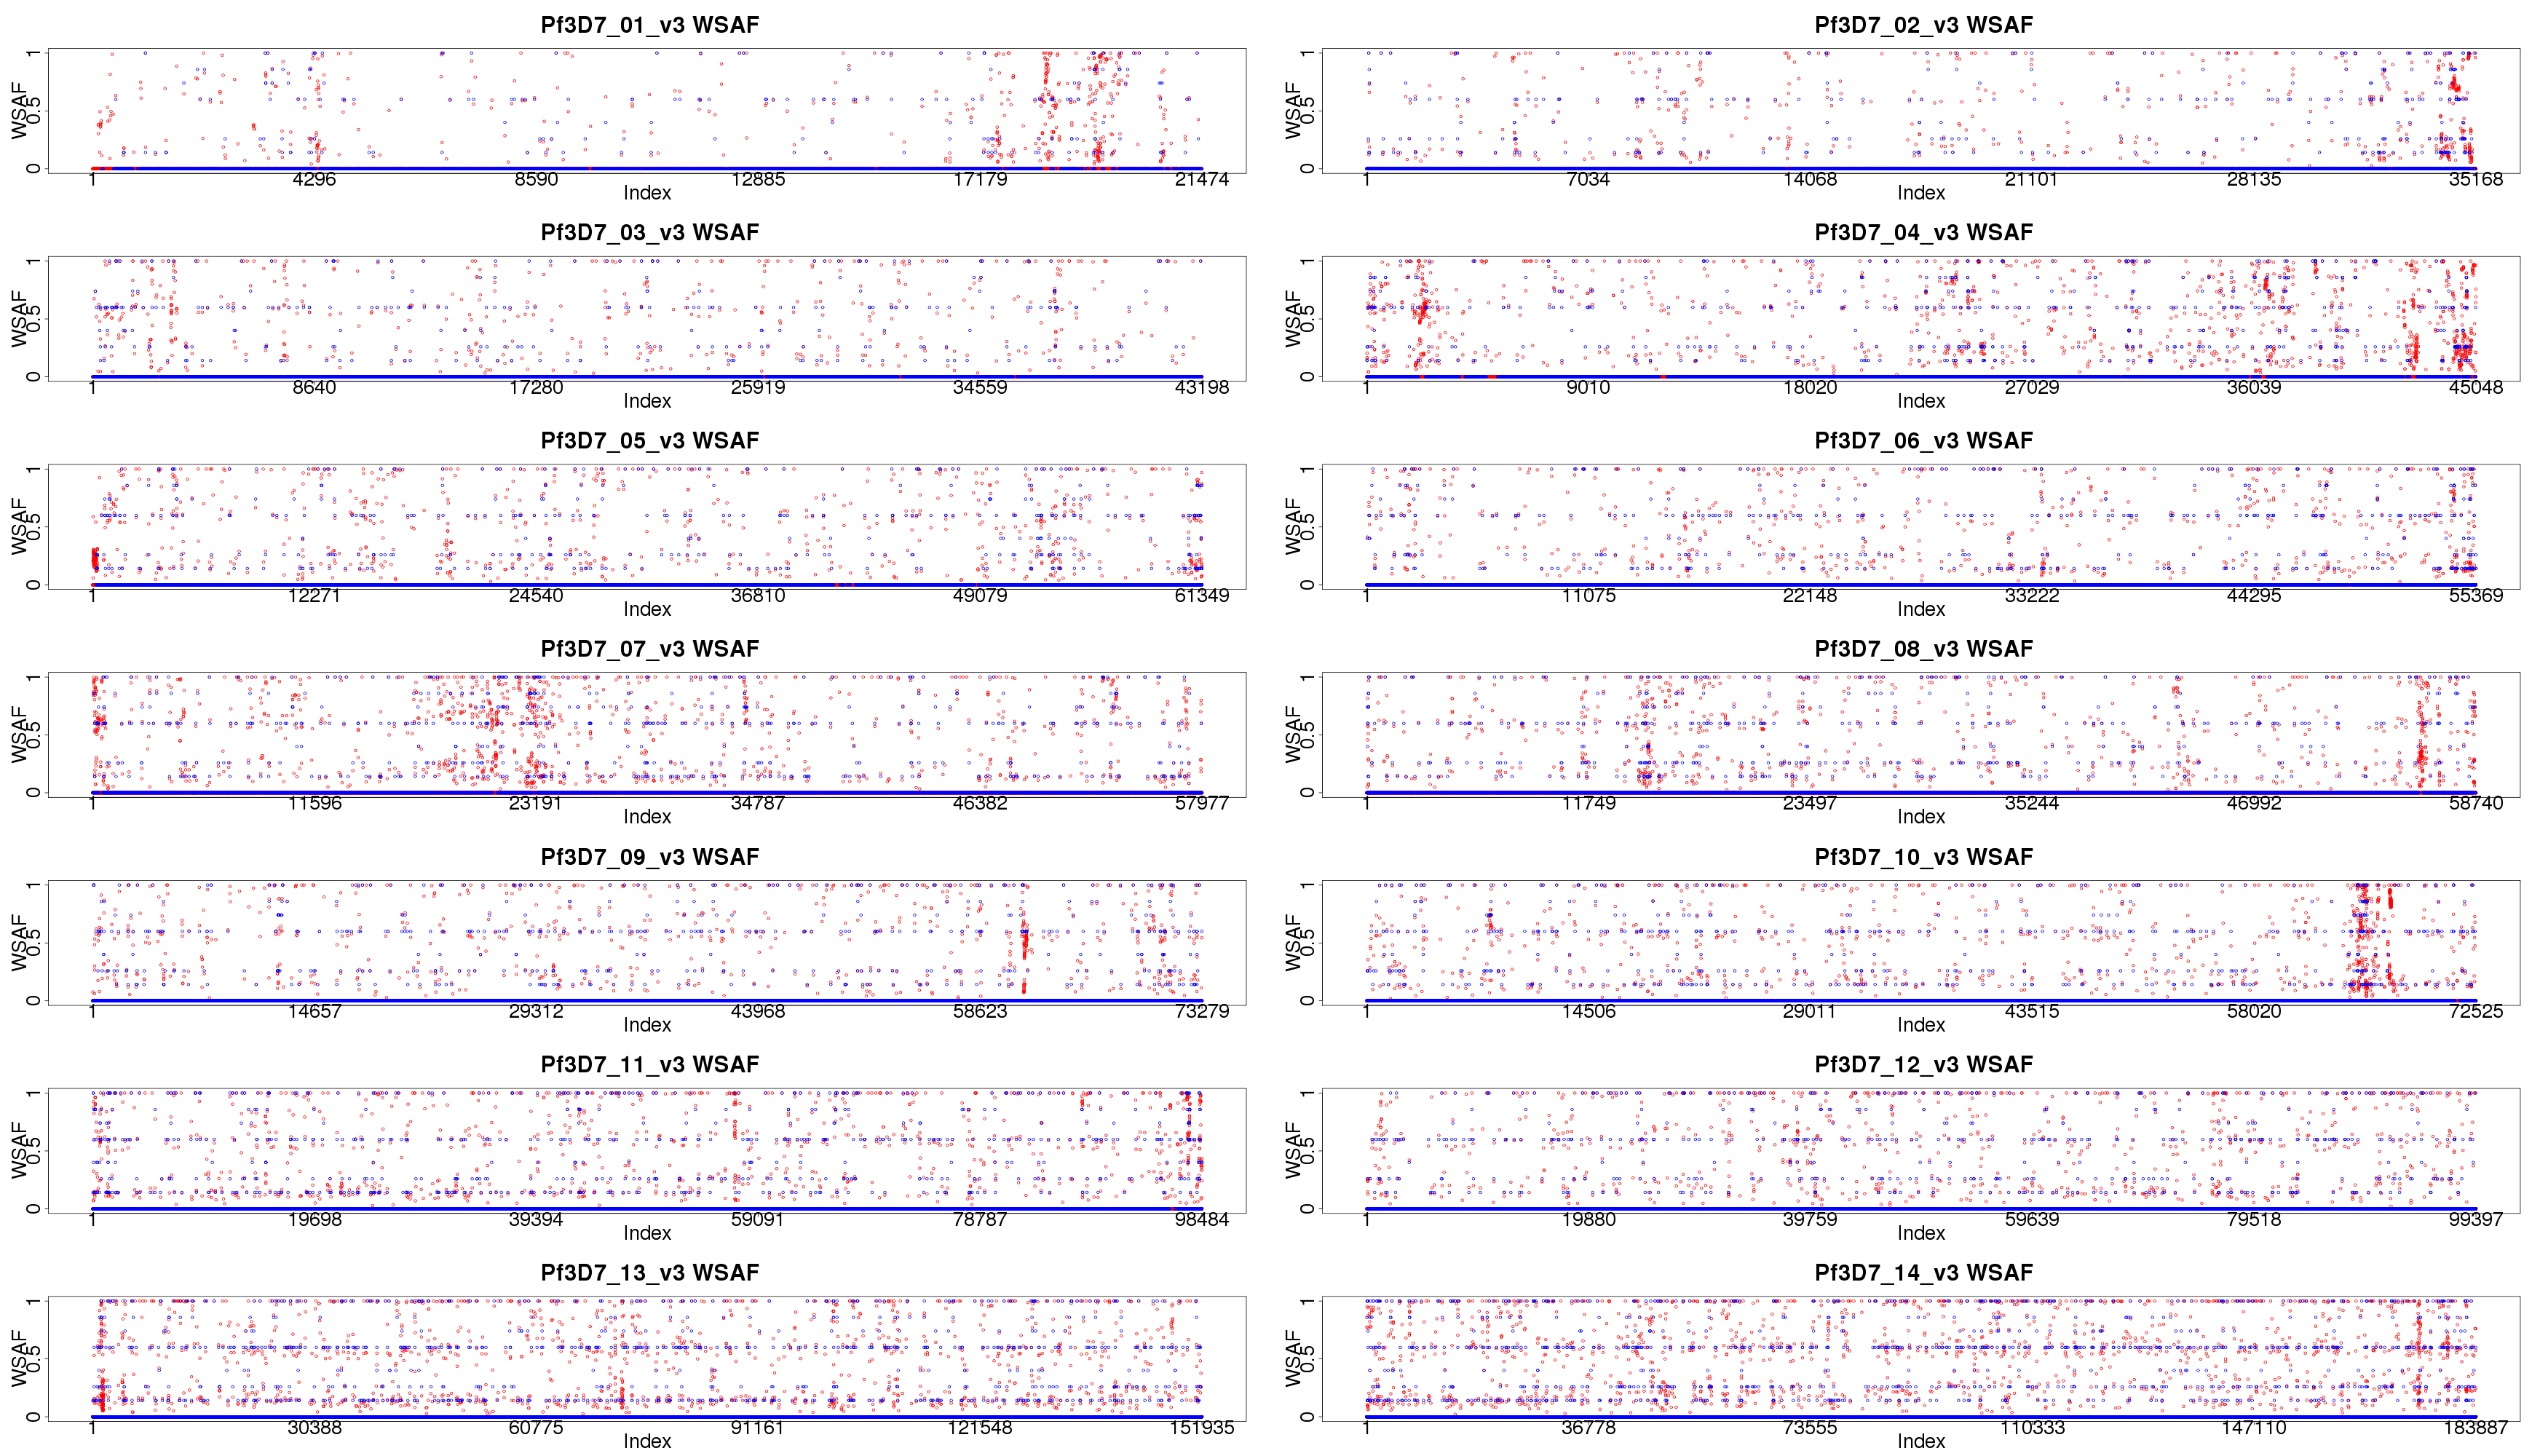 Pf3D7_01_v3 WSAF
WSAF
0 0.5 1
1 4296 8590 12885 17179 21474
Index
Pf3D7_02_v3 WSAF
WSAF
0 0.5 1
1 7034 14068 21101 28135 35168
Index
Pf3D7_03_v3 WSAF
WSAF
0 0.5 1
1 8640 17280 25919 34559 43198
Index
Pf3D7_04_v3 WSAF
WSAF
0 0.5 1
1 9010 18020 27029 36039 45048
Index
Pf3D7_05_v3 WSAF
WSAF
0 0.5 1
1 12271 24540 36810 49079 61349
Index
Pf3D7_06_v3 WSAF
WSAF
0 0.5 1
1 11075 22148 33222 44295 55369
Index
Pf3D7_07_v3 WSAF
WSAF
0 0.5 1
1 11596 23191 34787 46382 57977
Index
Pf3D7_08_v3 WSAF
WSAF
0 0.5 1
1 11749 23497 35244 46992 58740
Index
Pf3D7_09_v3 WSAF
WSAF
0 0.5 1
1 14657 29312 43968 58623 73279
Index
Pf3D7_10_v3 WSAF
WSAF
0 0.5 1
1 14506 29011 43515 58020 72525
Index
Pf3D7_11_v3 WSAF
WSAF
0 0.5 1
1 19698 39394 59091 78787 98484
Index
Pf3D7_12_v3 WSAF
WSAF
0 0.5 1
1 19880 39759 59639 79518 99397
Index
Pf3D7_13_v3 WSAF
WSAF
0 0.5 1
1 30388 60775 91161 121548 151935
Index
Pf3D7_14_v3 WSAF
WSAF
0 0.5 1
1 36778 73555 110333 147110 183887
Index